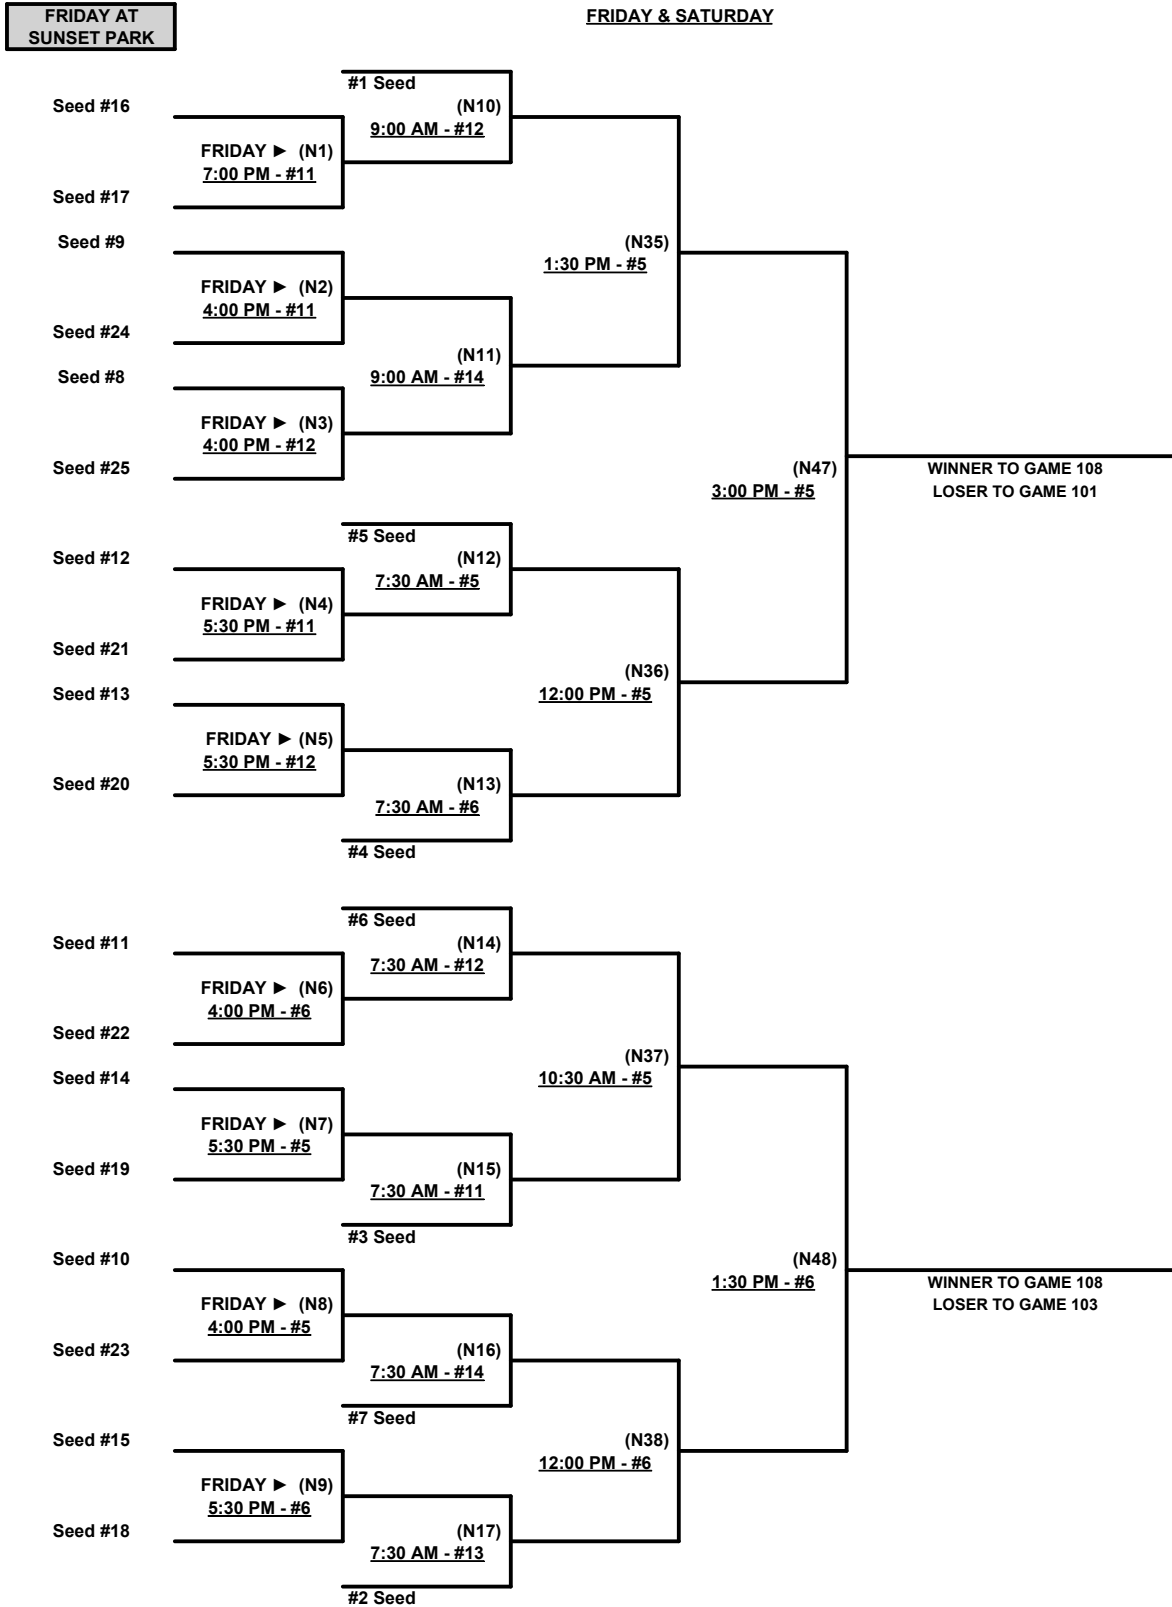 FRIDAY AT
SUNSET PARK
FRIDAY & SATURDAY
#1 Seed
Seed #16
(N10)
9:00 AM - #12
FRIDAY ► (N1)
7:00 PM - #11
Seed #17
Seed #9
(N35)
1:30 PM - #5
FRIDAY ► (N2)
4:00 PM - #11
Seed #24
(N11)
9:00 AM - #14
Seed #8
FRIDAY ► (N3)
4:00 PM - #12
Seed #25
(N47)
3:00 PM - #5
WINNER TO GAME 108
LOSER TO GAME 101
#5 Seed
Seed #12
(N12)
7:30 AM - #5
FRIDAY ► (N4)
5:30 PM - #11
Seed #21
(N36)
12:00 PM - #5
Seed #13
FRIDAY ► (N5)
5:30 PM - #12
Seed #20
(N13)
7:30 AM - #6
#4 Seed
#6 Seed
Seed #11
(N14)
7:30 AM - #12
FRIDAY ► (N6)
4:00 PM - #6
Seed #22
(N37)
10:30 AM - #5
Seed #14
FRIDAY ► (N7)
5:30 PM - #5
Seed #19
(N15)
7:30 AM - #11
#3 Seed
Seed #10
(N48)
1:30 PM - #6
WINNER TO GAME 108
LOSER TO GAME 103
FRIDAY ► (N8)
4:00 PM - #5
Seed #23
(N16)
7:30 AM - #14
#7 Seed
Seed #15
(N38)
12:00 PM - #6
FRIDAY ► (N9)
5:30 PM - #6
Seed #18
(N17)
7:30 AM - #13
#2 Seed